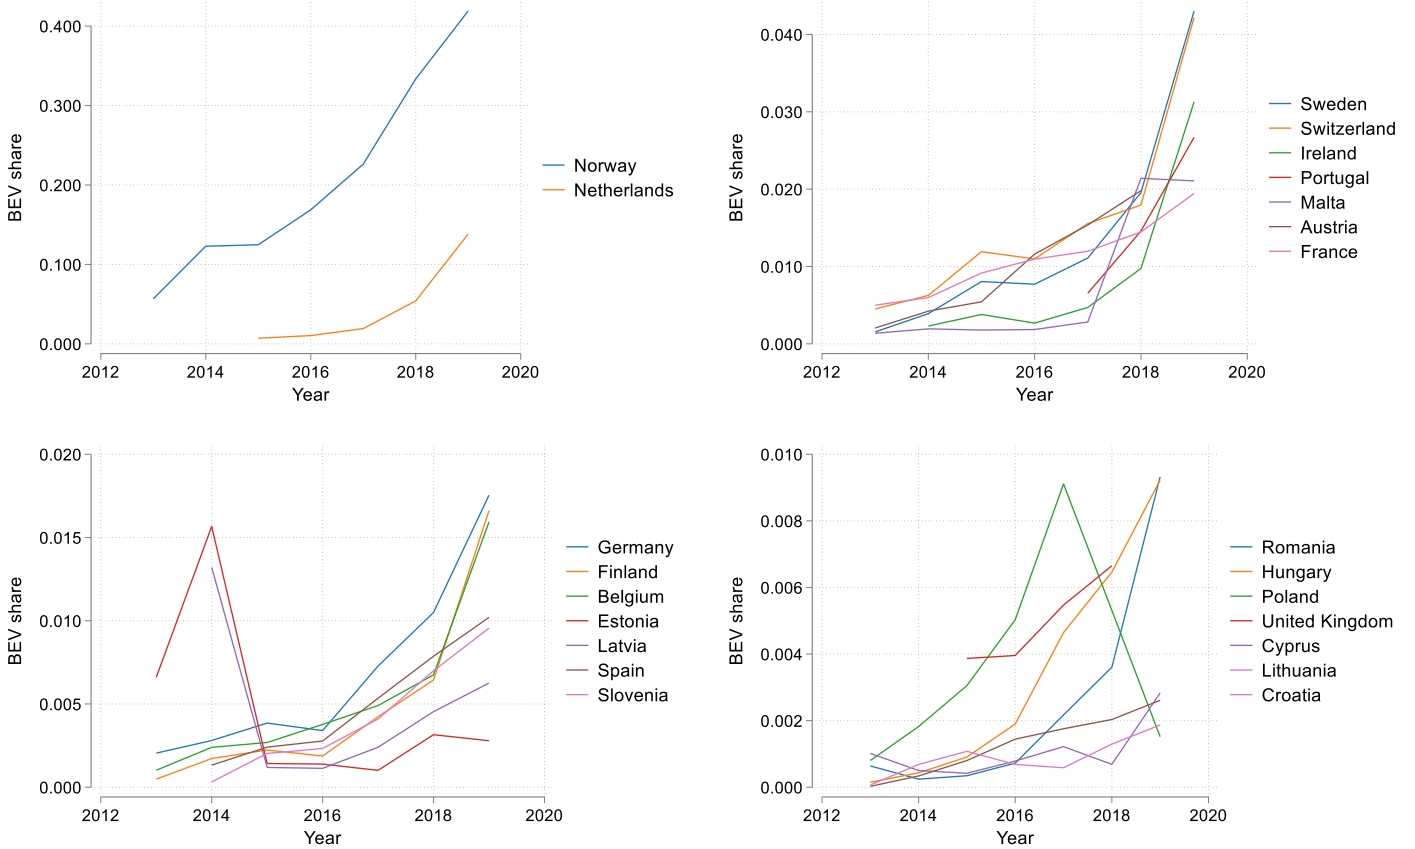 BEV share
0.400
0.300
0.200
0.100
0.000
2012 2014 2016 2018 2020
Year
Norway
Netherlands
BEV share
0.040
0.030
0.020
0.010
0.000
2012 2014 2016 2018 2020
Year
Sweden
Switzerland
Ireland
Portugal
Malta
Austria
France
BEV share
0.020
0.015
0.010
0.005
0.000
2012 2014 2016 2018 2020
Year
Germany
Finland
Belgium
Estonia
Latvia
Spain
Slovenia
BEV share
0.010
0.008
0.006
0.004
0.002
0.000
2012 2014 2016 2018 2020
Year
Romania
Hungary
Poland
United Kingdom
Cyprus
Lithuania
Croatia